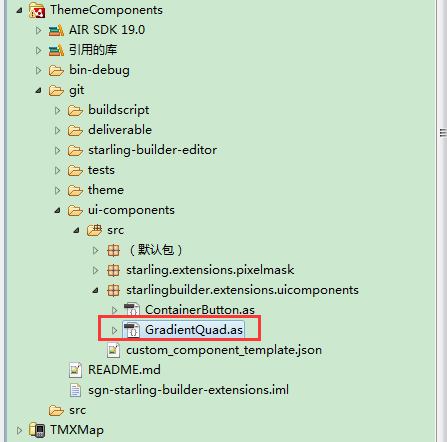 ThemeComponents
AIR SDK 19.0
引用的库
bin-debug
git
buildscript
deliverable
starling-builder-editor
tests
theme
ui-components
src
（默认包）
starling.extensions.pixelmask
starlingbuilder.extensions.uicomponents
ContainerButton.as
GradientQuad.as
custom_component_template.json
README.md
sgn-starling-builder-extensions.iml
src
TMXMap